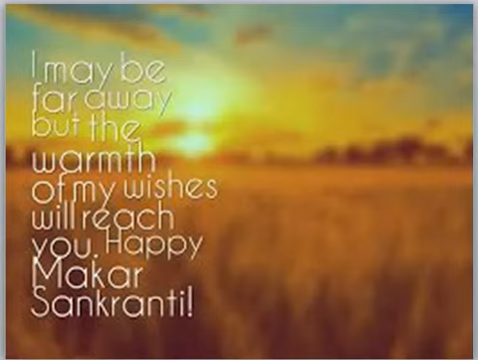 I may be
far away
but the
warmth
of my wishes
will reach
you. Happy
Makar
Sankranti!